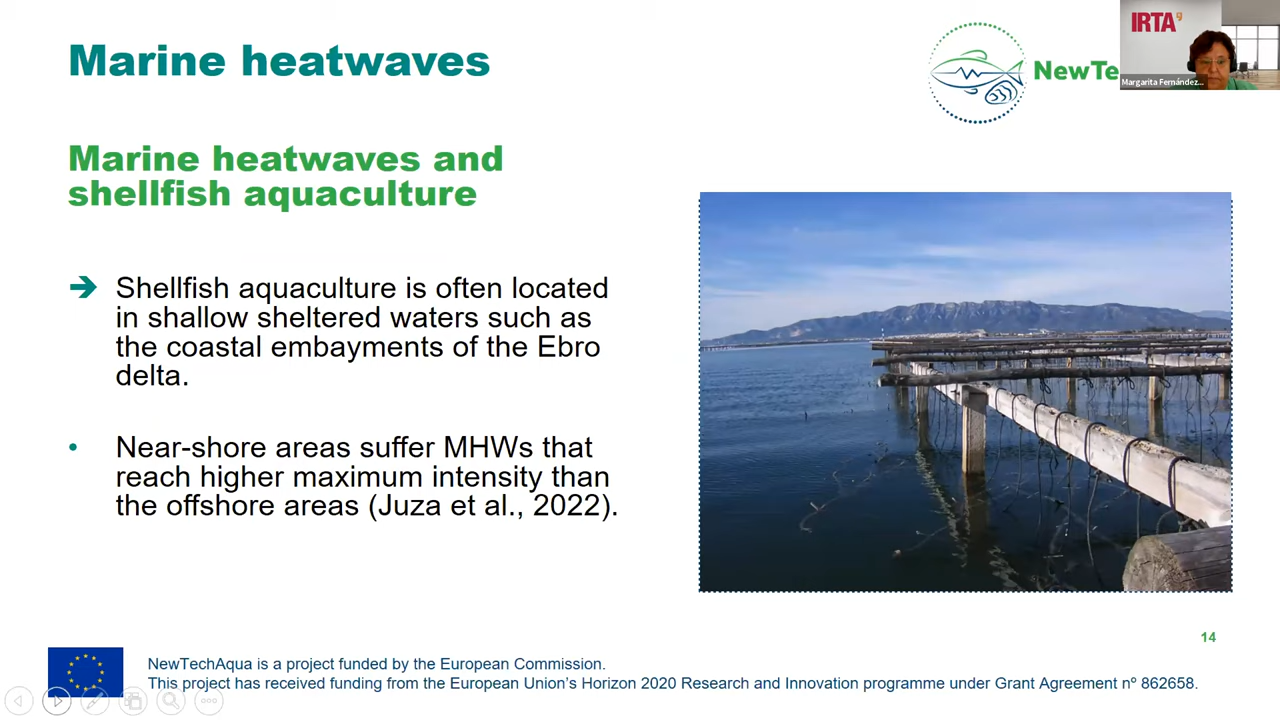 Marine heatwaves
NewTe
IRTA
Margarita Fernández...
Marine heatwaves and
shellfish aquaculture
Shellfish aquaculture is often located
in shallow sheltered waters such as
the coastal embayments of the Ebro
delta.
Near-shore areas suffer MHWs that
reach higher maximum intensity than
the offshore areas (Juza et al., 2022).
14
NewTechAqua is a project funded by the European Commission.
This project has received funding from the European Union's Horizon 2020 Research and Innovation programme under Grant Agreement nº 862658.